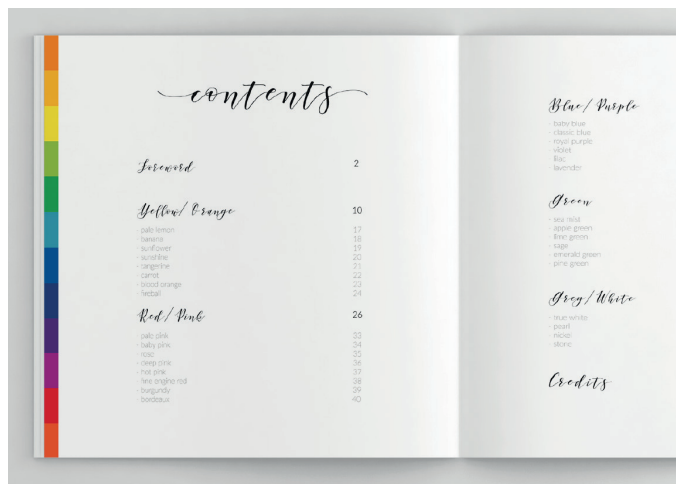 contents
Foreword 2
Yellow/Orange 10
- pale lemon 17
- banana 18
- sunflower 19
- sunshine 20
- tangerine 21
- carrot 22
- blood orange 23
- fireball 24
Red/Pink 26
- pale pink 33
- baby pink 34
- rose 35
- deep pink 36
- hot pink 37
- fire engine red 38
- burgundy 39
- bordeaux 40
Blue/Purple
- baby blue
- classic blue
- royal purple
- violet
- lilac
- lavender
Green
- sea mist
- apple green
- lime green
- sage
- emerald green
- pine green
Grey/White
- true white
- pearl
- nickel
- stone
Credits